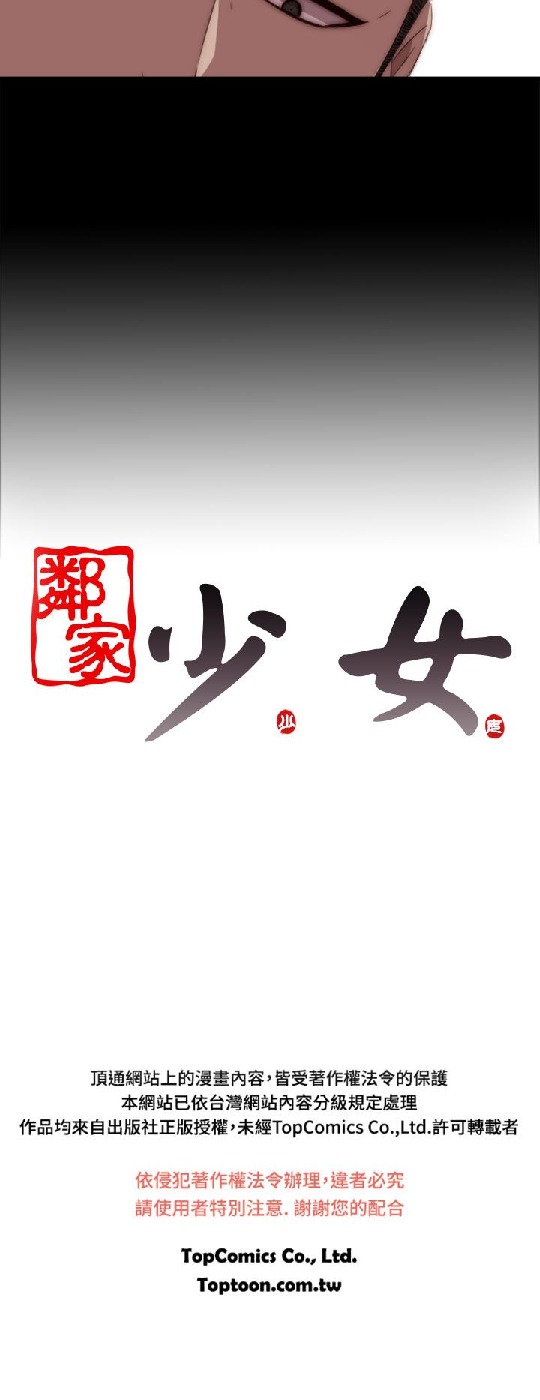 鄰家
少女
頂通網站上的漫畫內容,皆受著作權法令的保護
本網站已依台灣網站內容分級規定處理
作品均來自出版社正版授權,未經TopComics Co.,Ltd.許可轉載者
依侵犯著作權法令辦理,違者必究
請使用者特別注意. 謝謝您的配合
TopComics Co., Ltd.
Toptoon.com.tw